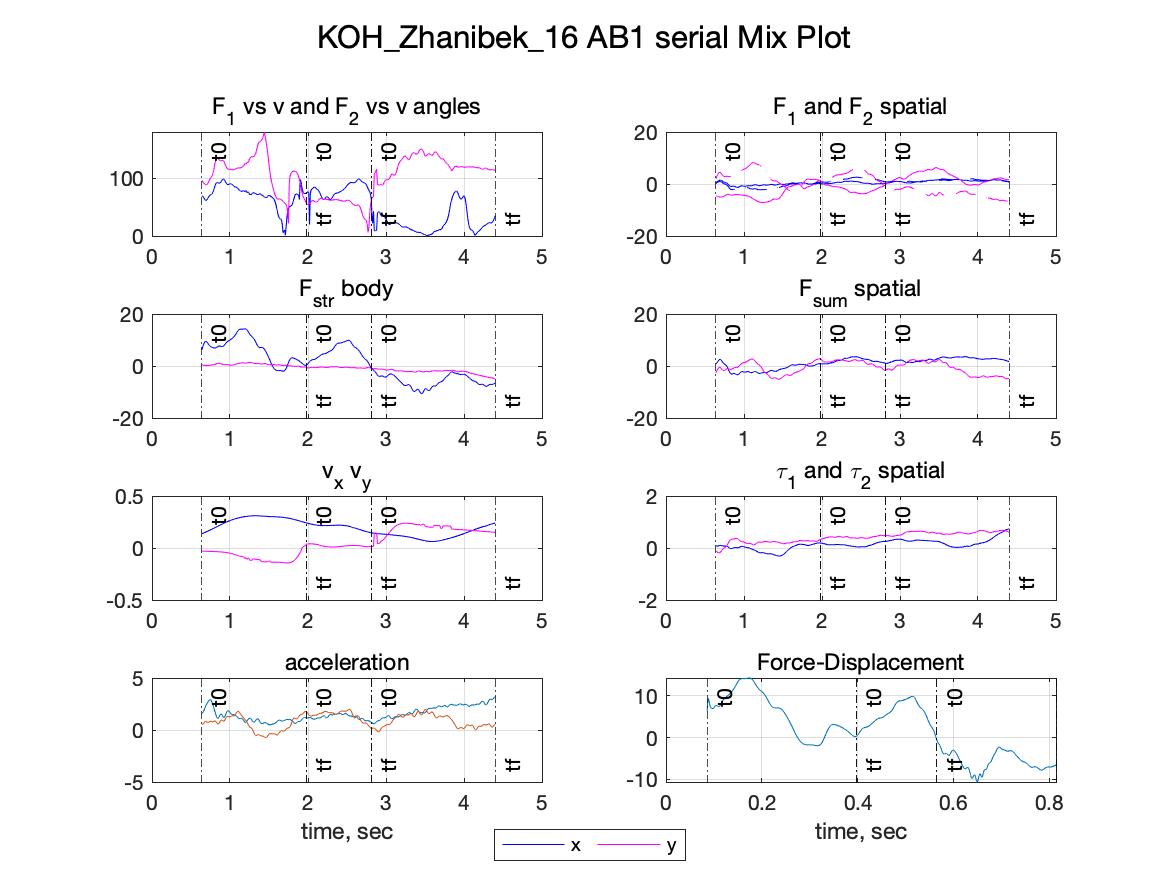 KOH_Zhanibek_16 AB1 serial Mix Plot
F1 vs v and F2 vs v angles
100
0
0 1 2 3 4 5
t0 t0 t0
tf tf tf
F1 and F2 spatial
20
0
-20
0 1 2 3 4 5
t0 t0 t0
tf tf tf
Fstr body
20
0
-20
0 1 2 3 4 5
t0 t0 t0
tf tf tf
Fsum spatial
20
0
-20
0 1 2 3 4 5
t0 t0 t0
tf tf tf
vx vy
0.5
0
-0.5
0 1 2 3 4 5
t0 t0 t0
tf tf tf
τ1 and τ2 spatial
2
0
-2
0 1 2 3 4 5
t0 t0 t0
tf tf tf
acceleration
5
0
-5
0 1 2 3 4 5
t0 t0 t0
tf tf tf
time, sec
Force-Displacement
10
0
-10
0 0.2 0.4 0.6 0.8
t0 t0 t0
tf tf
time, sec
x y